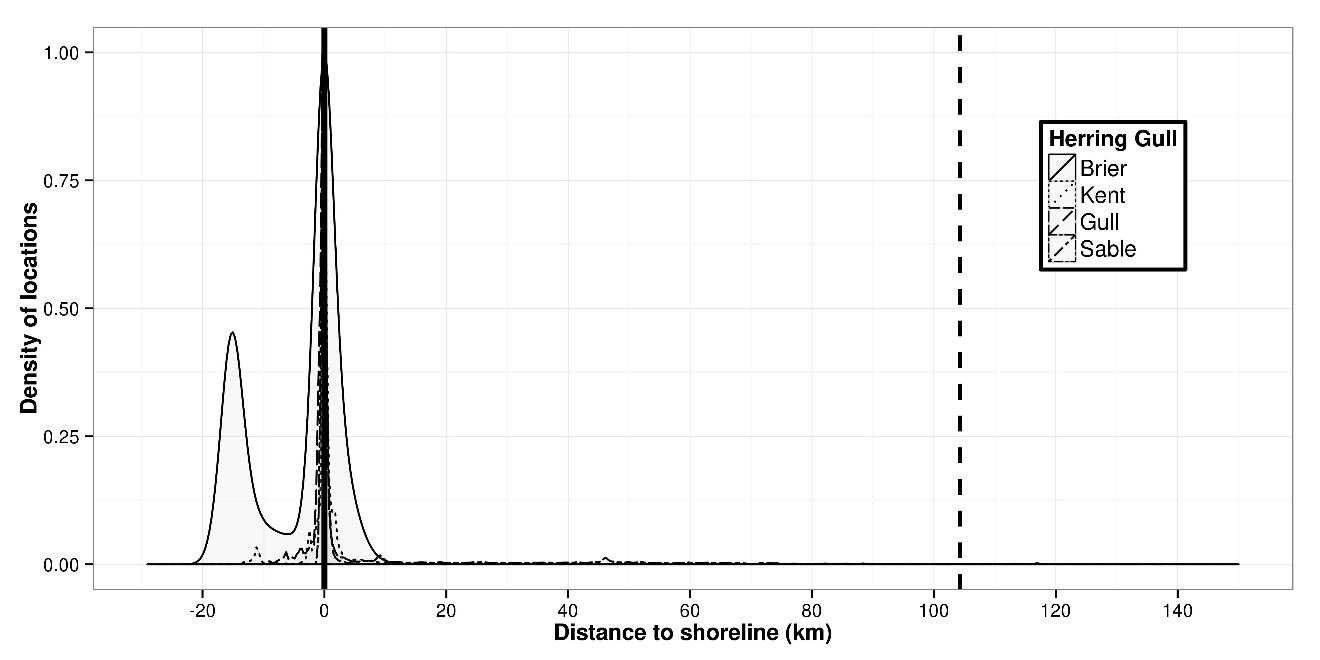 Density of locations
1.00
0.75
0.50
0.25
0.00
Herring Gull
Brier
Kent
Gull
Sable
-20 0 20 40 60 80 100 120 140
Distance to shoreline (km)